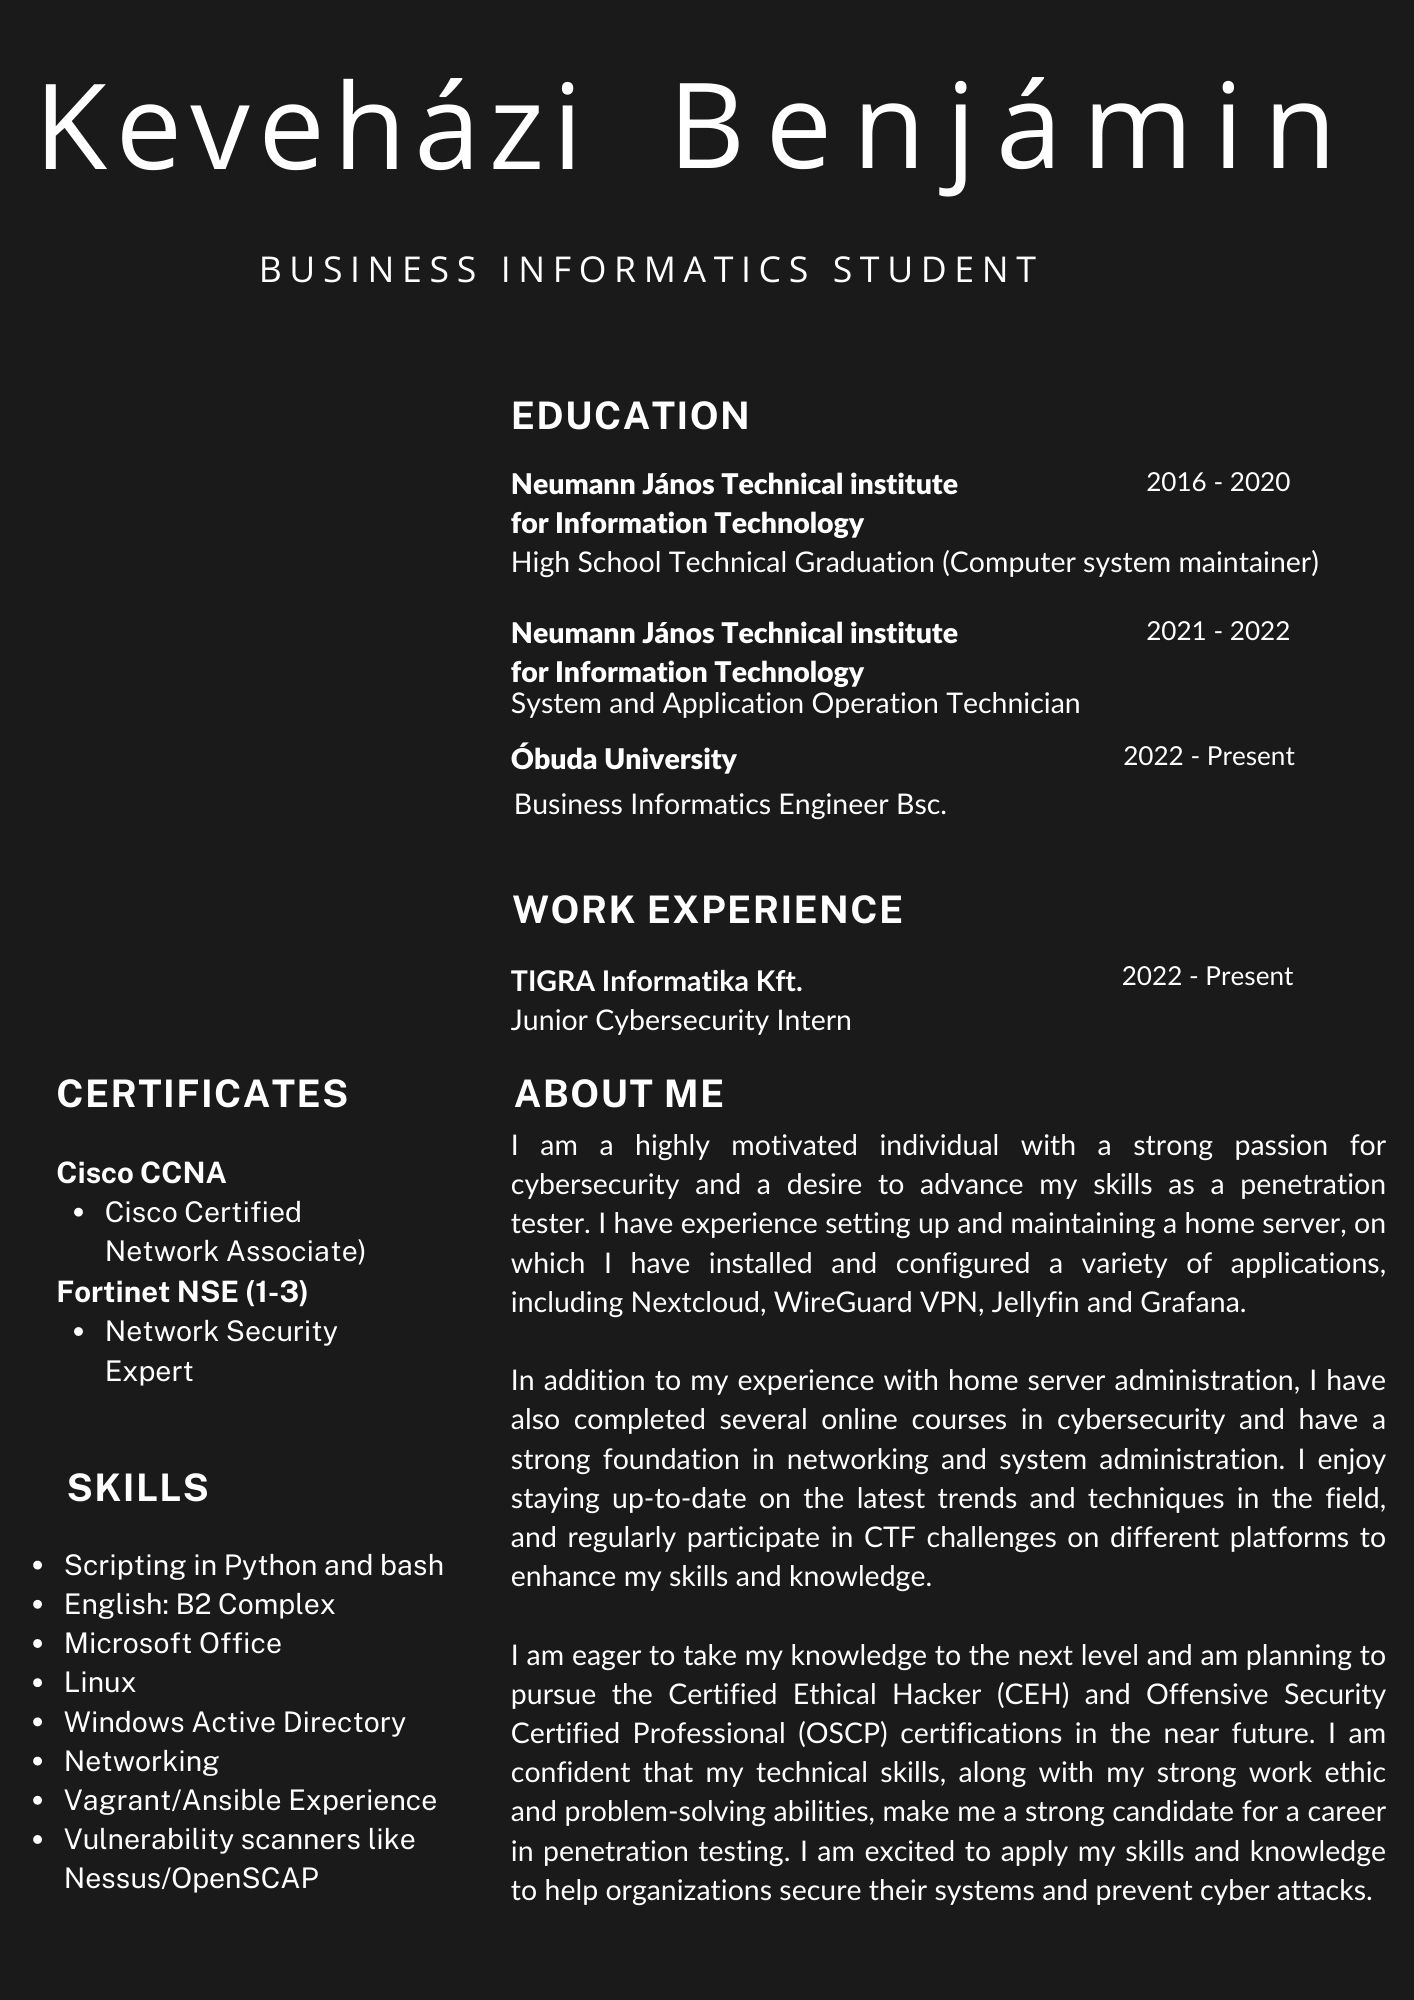 Keveházi Benjámin
BUSINESS INFORMATICS STUDENT
EDUCATION
Neumann János Technical institute
2016 - 2020
for Information Technology
High School Technical Graduation (Computer system maintainer)
Neumann János Technical institute
2021 - 2022
for Information Technology
System and Application Operation Technician
Óbuda University
2022 - Present
Business Informatics Engineer Bsc.
WORK EXPERIENCE
TIGRA Informatika Kft.
2022 - Present
Junior Cybersecurity Intern
CERTIFICATES
Cisco CCNA
• Cisco Certified
Network Associate)
Fortinet NSE (1-3)
• Network Security
Expert
SKILLS
• Scripting in Python and bash
• English: B2 Complex
• Microsoft Office
• Linux
• Windows Active Directory
• Networking
• Vagrant/Ansible Experience
• Vulnerability scanners like
Nessus/OpenSCAP
ABOUT ME
I am a highly motivated individual with a strong passion for
cybersecurity and a desire to advance my skills as a penetration
tester. I have experience setting up and maintaining a home server, on
which I have installed and configured a variety of applications,
including Nextcloud, WireGuard VPN, Jellyfin and Grafana.
In addition to my experience with home server administration, I have
also completed several online courses in cybersecurity and have a
strong foundation in networking and system administration. I enjoy
staying up-to-date on the latest trends and techniques in the field,
and regularly participate in CTF challenges on different platforms to
enhance my skills and knowledge.
I am eager to take my knowledge to the next level and am planning to
pursue the Certified Ethical Hacker (CEH) and Offensive Security
Certified Professional (OSCP) certifications in the near future. I am
confident that my technical skills, along with my strong work ethic
and problem-solving abilities, make me a strong candidate for a career
in penetration testing. I am excited to apply my skills and knowledge
to help organizations secure their systems and prevent cyber attacks.